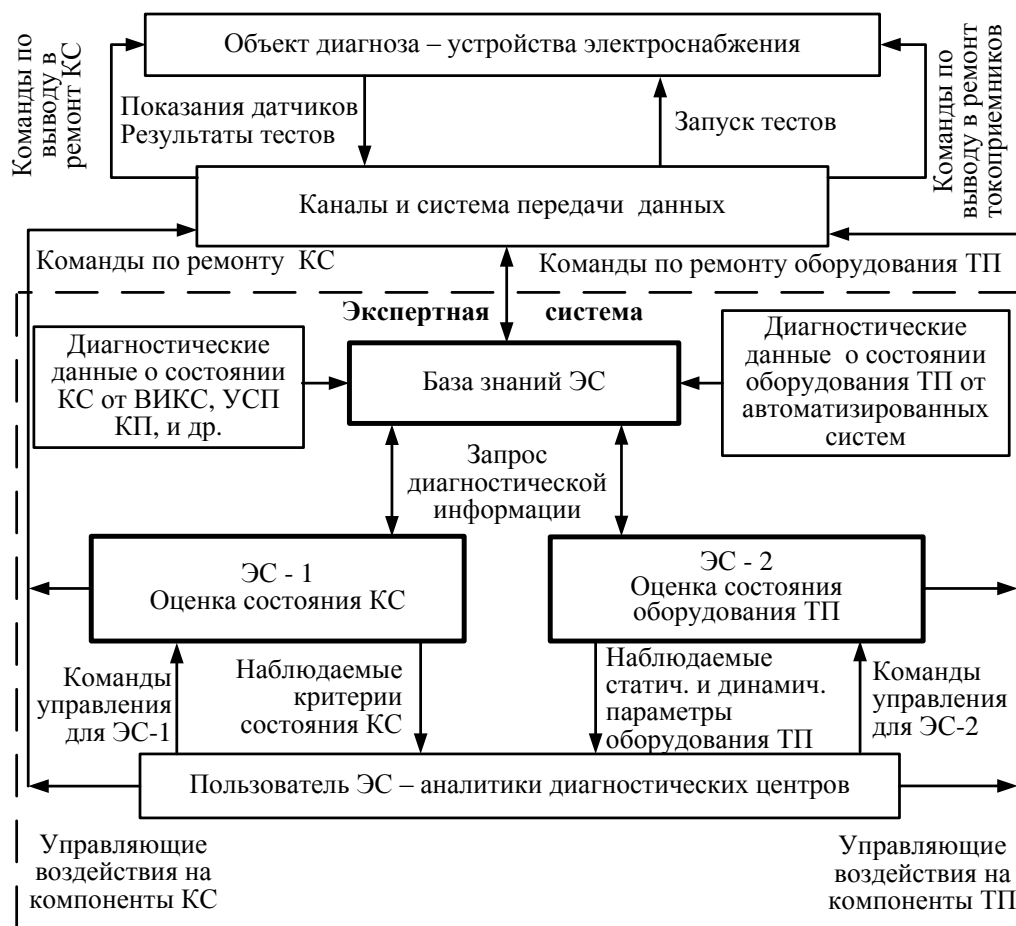 Объект диагноза – устройства электроснабжения
Команды по
выводу в
ремонт КС
Показания датчиков
Результаты тестов
Запуск тестов
Команды по
выводу в ремонт
токоприемников
Каналы и система передачи данных
Команды по ремонту КС
Команды по ремонту оборудования ТП
Экспертная система
Диагностические
данные о состоянии
КС от ВИКС, УСП
КП, и др.
База знаний ЭС
Диагностические
данные о состоянии
оборудования ТП от
автоматизированных
систем
Запрос
диагностической
информации
ЭС - 1
Оценка состояния КС
ЭС - 2
Оценка состояния
оборудования ТП
Команды
управления
для ЭС-1
Наблюдаемые
критерии
состояния КС
Наблюдаемые
статич. и динамич.
параметры
оборудования ТП
Команды
управления
для ЭС-2
Пользователь ЭС – аналитики диагностических центров
Управляющие
воздействия на
компоненты КС
Управляющие
воздействия на
компоненты ТП